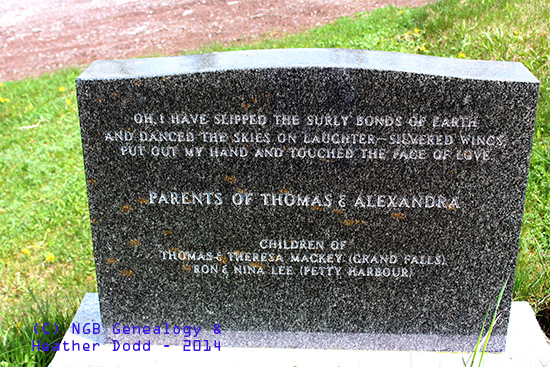 OH, I HAVE SLIPPED THE SURLY BONDS OF EARTH
AND DANCED THE SKIES ON LAUGHTER-SILVERED WINGS,
PUT OUT MY HAND AND TOUCHED THE FACE OF LOVE.
PARENTS OF THOMAS & ALEXANDRA
CHILDREN OF
THOMAS & THERESA MACKEY (GRAND FALLS),
RON & NINA LEE (PETTY HARBOUR)
(C) NGB Genealogy &
Heather Dodd - 2014